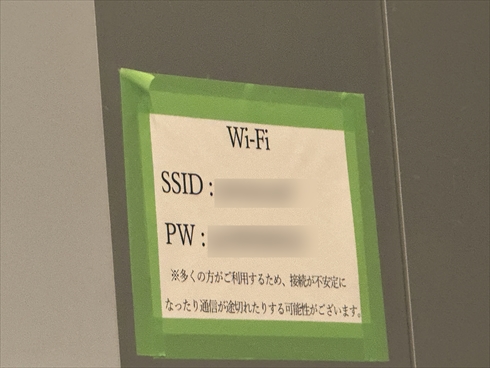 Wi-Fi
SSID :
PW :
※多くの方がご利用するため、接続が不安定に
なったり通信が途切れたりする可能性がございます。